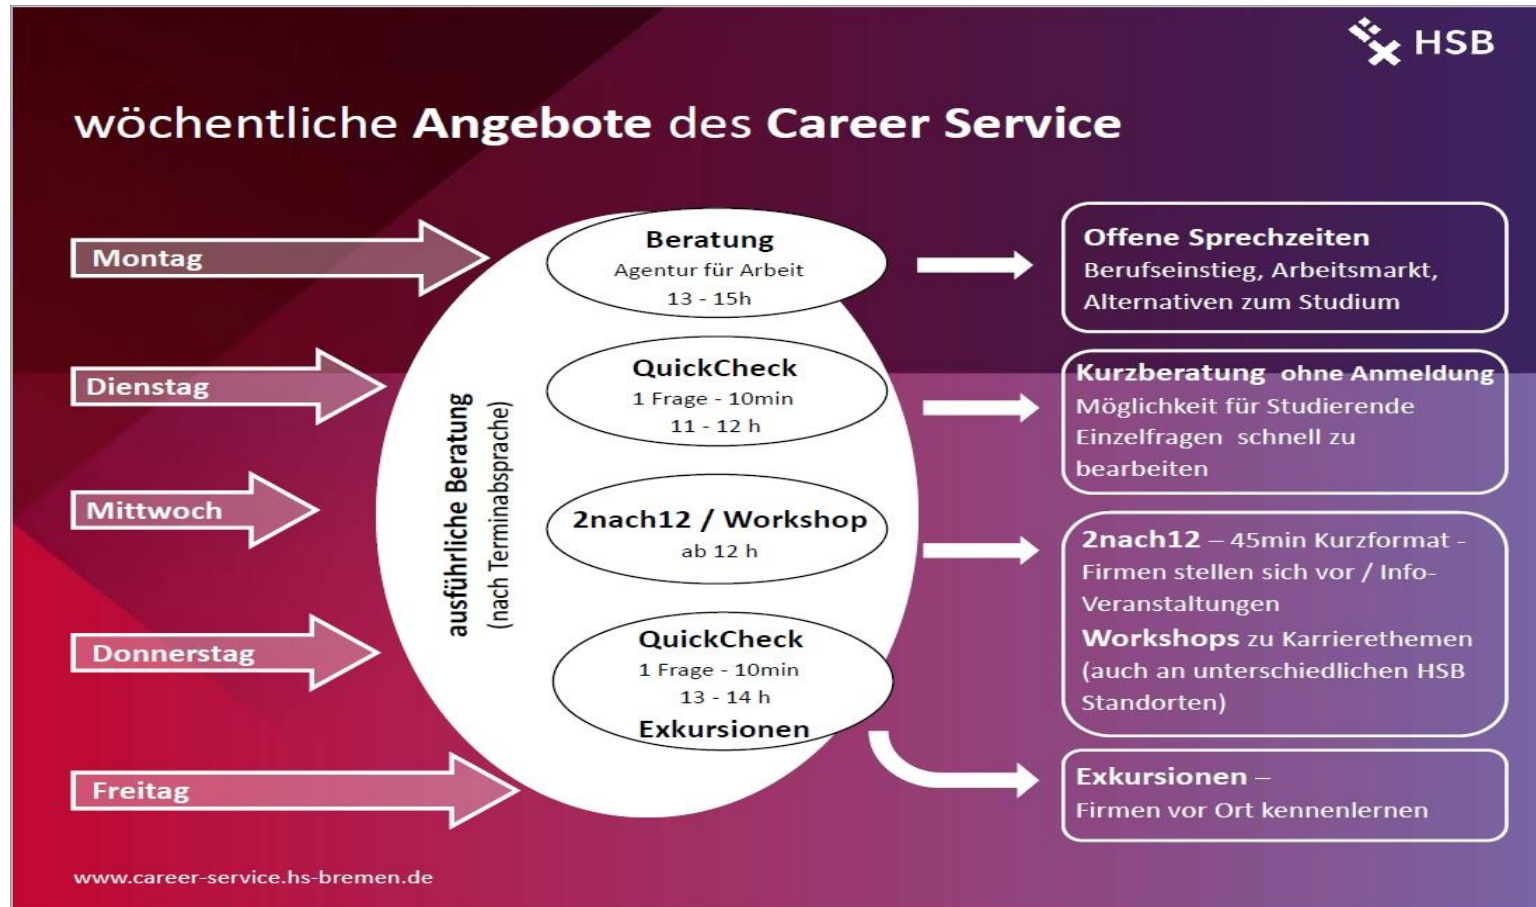 HSB
wöchentliche Angebote des Career Service
Montag
Dienstag
Mittwoch
Donnerstag
Freitag
ausführliche Beratung
(nach Terminabsprache)
Beratung
Agentur für Arbeit
13 - 15h
QuickCheck
1 Frage - 10min
11 - 12 h
2nach12 / Workshop
ab 12 h
QuickCheck
1 Frage - 10min
13 - 14 h
Exkursionen
Offene Sprechzeiten
Berufseinstieg, Arbeitsmarkt,
Alternativen zum Studium
Kurzberatung ohne Anmeldung
Möglichkeit für Studierende
Einzelfragen schnell zu
bearbeiten
2nach12 – 45min Kurzformat -
Firmen stellen sich vor / Info-
Veranstaltungen
Workshops zu Karrierethemen
(auch an unterschiedlichen HSB
Standorten)
Exkursionen –
Firmen vor Ort kennenlernen
www.career-service.hs-bremen.de